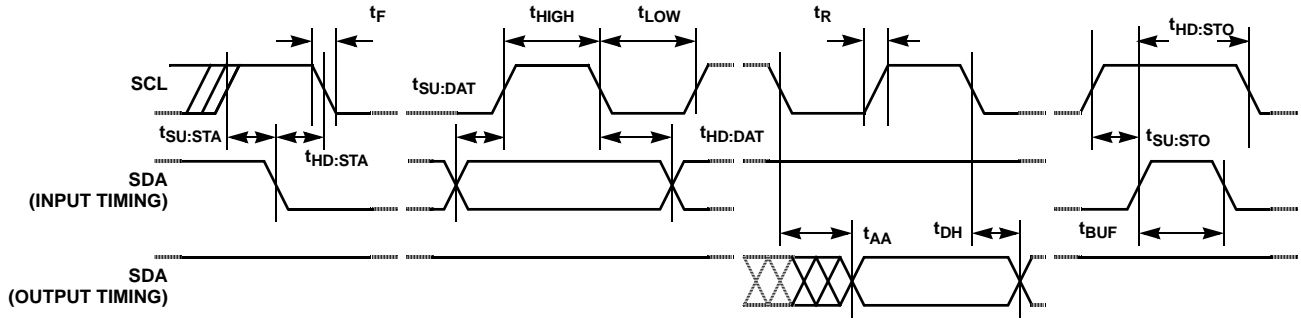 tF
tHIGH
tLOW
tR
tHD:STO
SCL
tSU:DAT
tSU:STA
tHD:STA
tHD:DAT
tSU:STO
SDA
(INPUT TIMING)
tAA
tDH
tBUF
SDA
(OUTPUT TIMING)